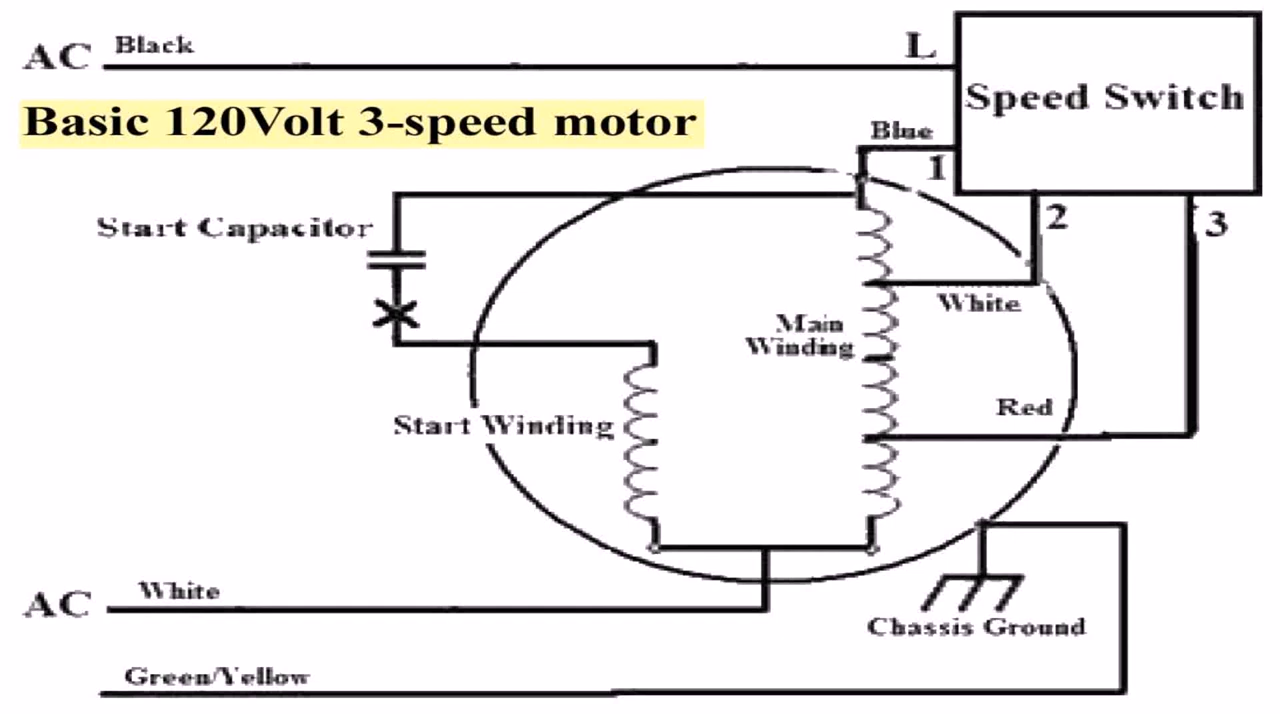 AC Black
L
Speed Switch
Basic 120Volt 3-speed motor
Blue
1
2
3
Start Capacitor
White
Main
Winding
Red
Start Winding
AC White
Chassis Ground
Green/Yellow